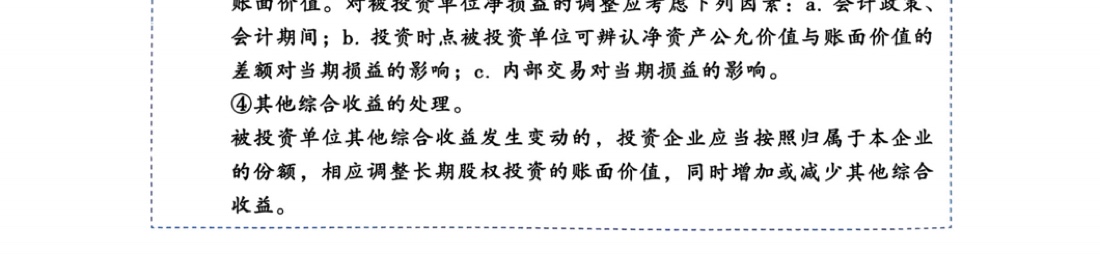 账面价值。对被投资单位净损益的调整应考虑下列因素：a. 会计政策、
会计期间；b. 投资时点被投资单位可辨认净资产公允价值与账面价值的
差额对当期损益的影响；c. 内部交易对当期损益的影响。
④其他综合收益的处理。
被投资单位其他综合收益发生变动的，投资企业应当按照归属于本企业
的份额，相应调整长期股权投资的账面价值，同时增加或减少其他综合
收益。